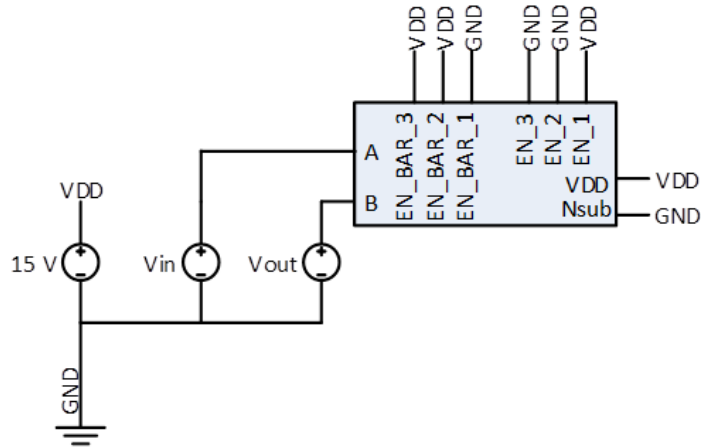 VDD
VDD
GND
GND
GND
VDD
EN_BAR_3
EN_BAR_2
EN_BAR_1
EN_3
EN_2
EN_1
A
B
VDD
Nsub
VDD
GND
VDD
15 V
Vin
Vout
GND